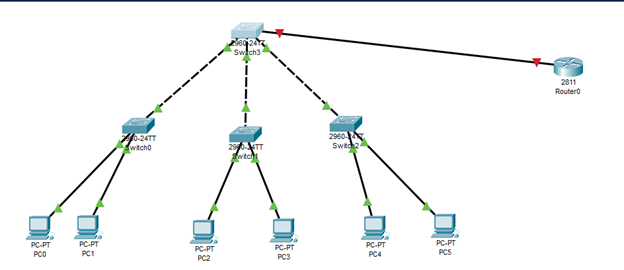 2960-24TT
Switch3
2811
Router0
2960-24TT
Switch0
2960-24TT
Switch1
2960-24TT
Switch2
PC-PT
PC0
PC-PT
PC1
PC-PT
PC2
PC-PT
PC3
PC-PT
PC4
PC-PT
PC5